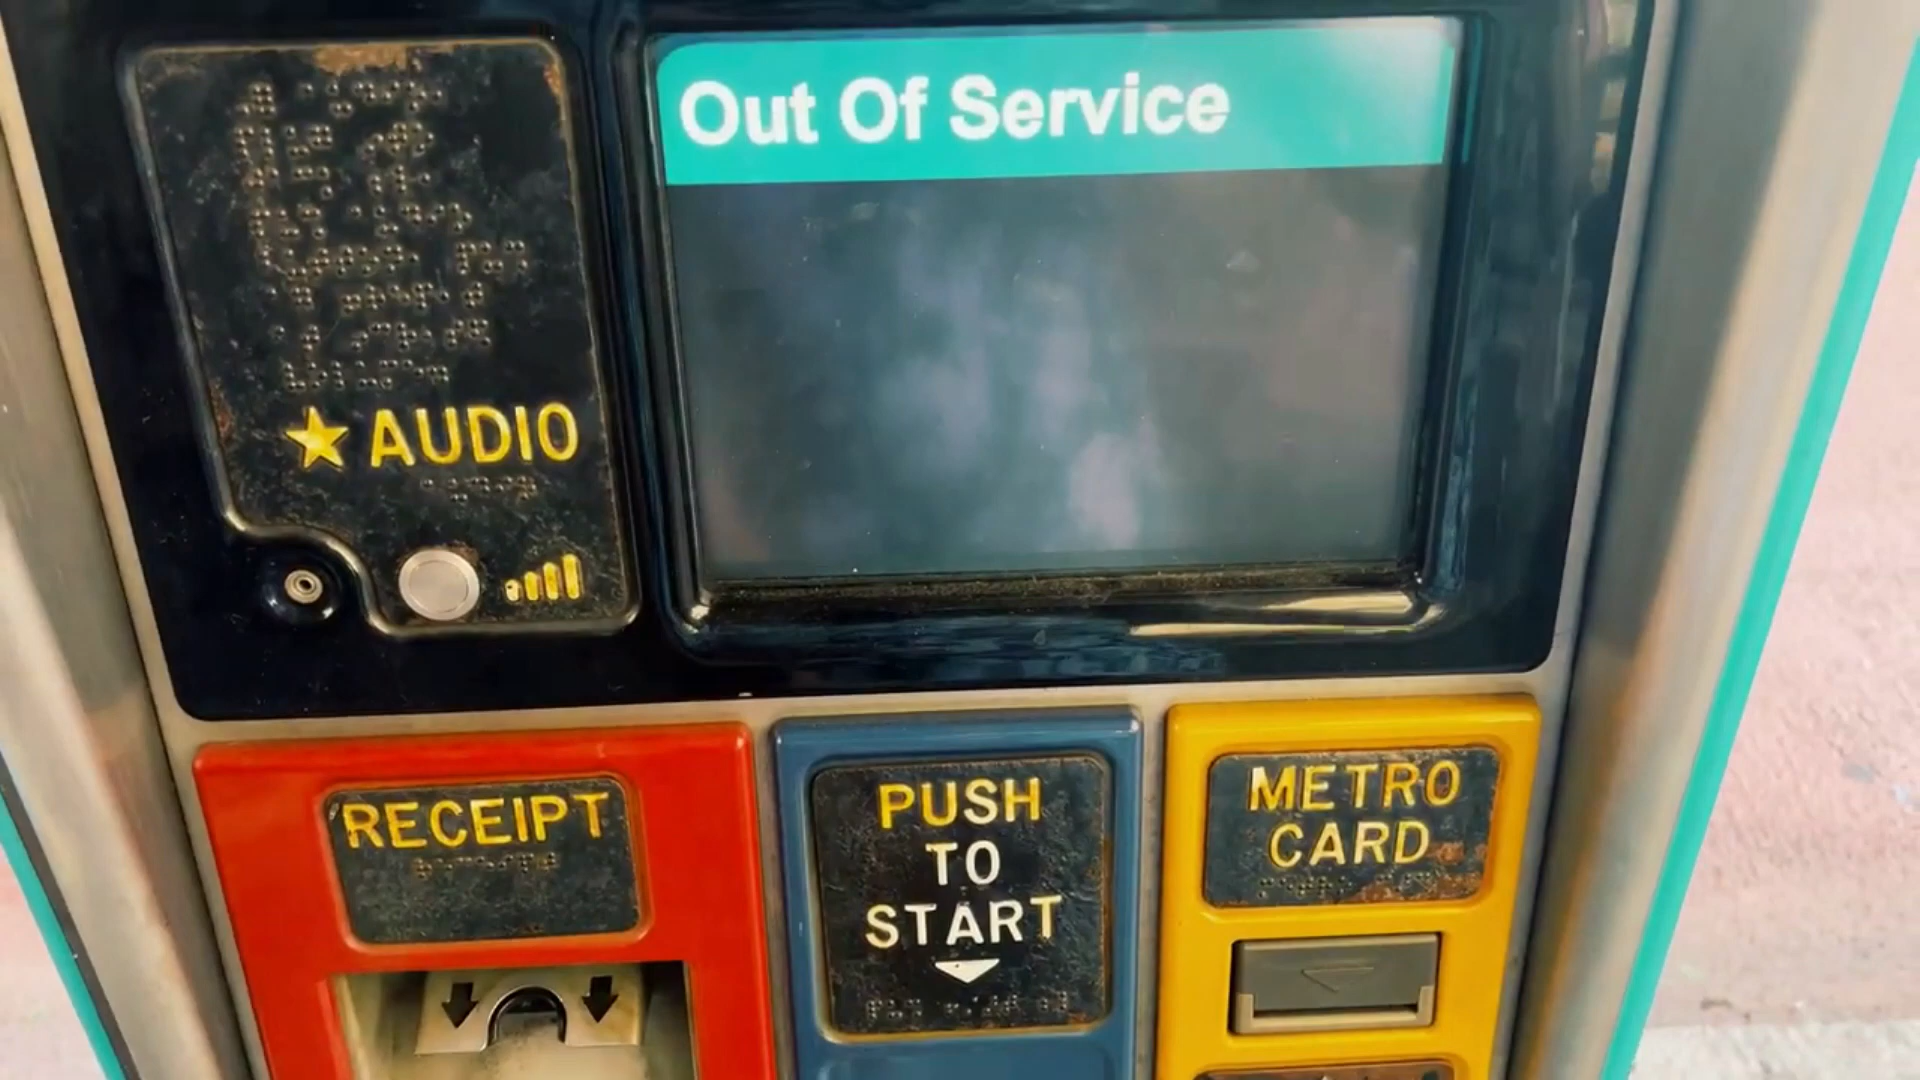 Out Of Service
AUDIO
RECEIPT
PUSH
TO
START
METRO
CARD